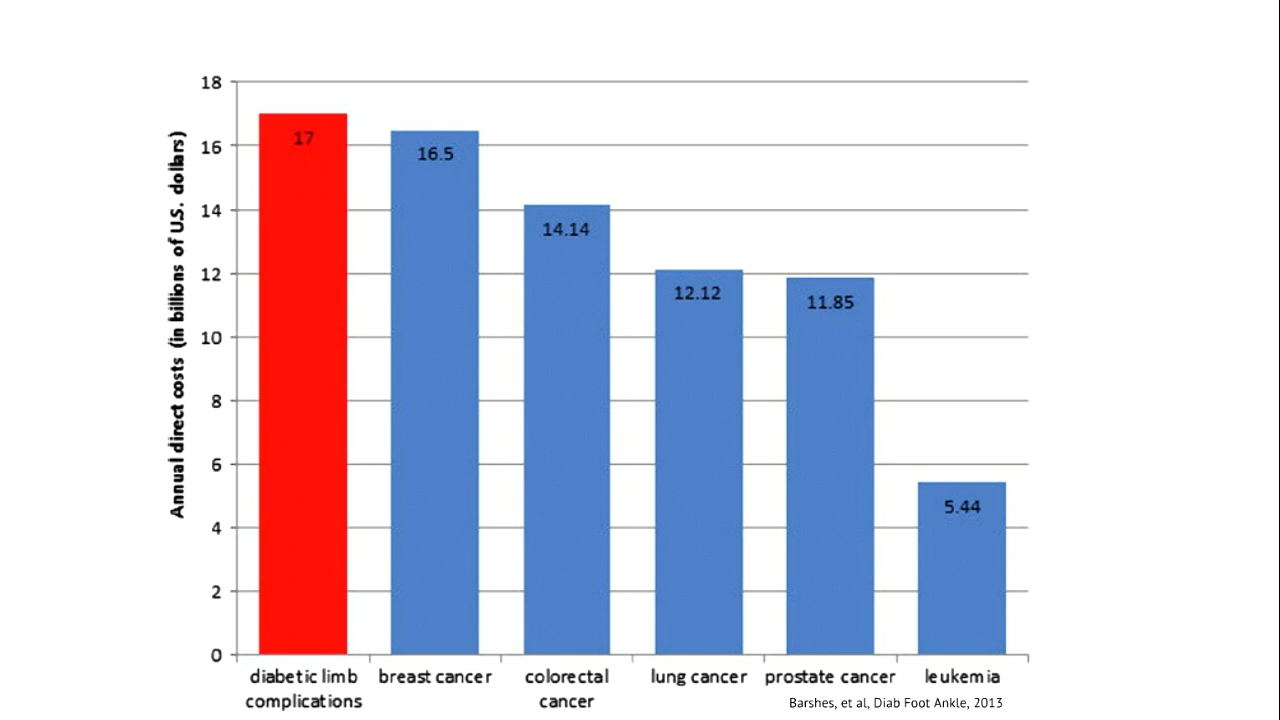 Annual direct costs (in billions of U.S. dollars)
18
16
14
12
10
8
6
4
2
0
17
16.5
14.14
12.12
11.85
5.44
diabetic limb
complications
breast cancer
colorectal
cancer
lung cancer
prostate cancer
leukemia
Barshes, et al, Diab Foot Ankle, 2013